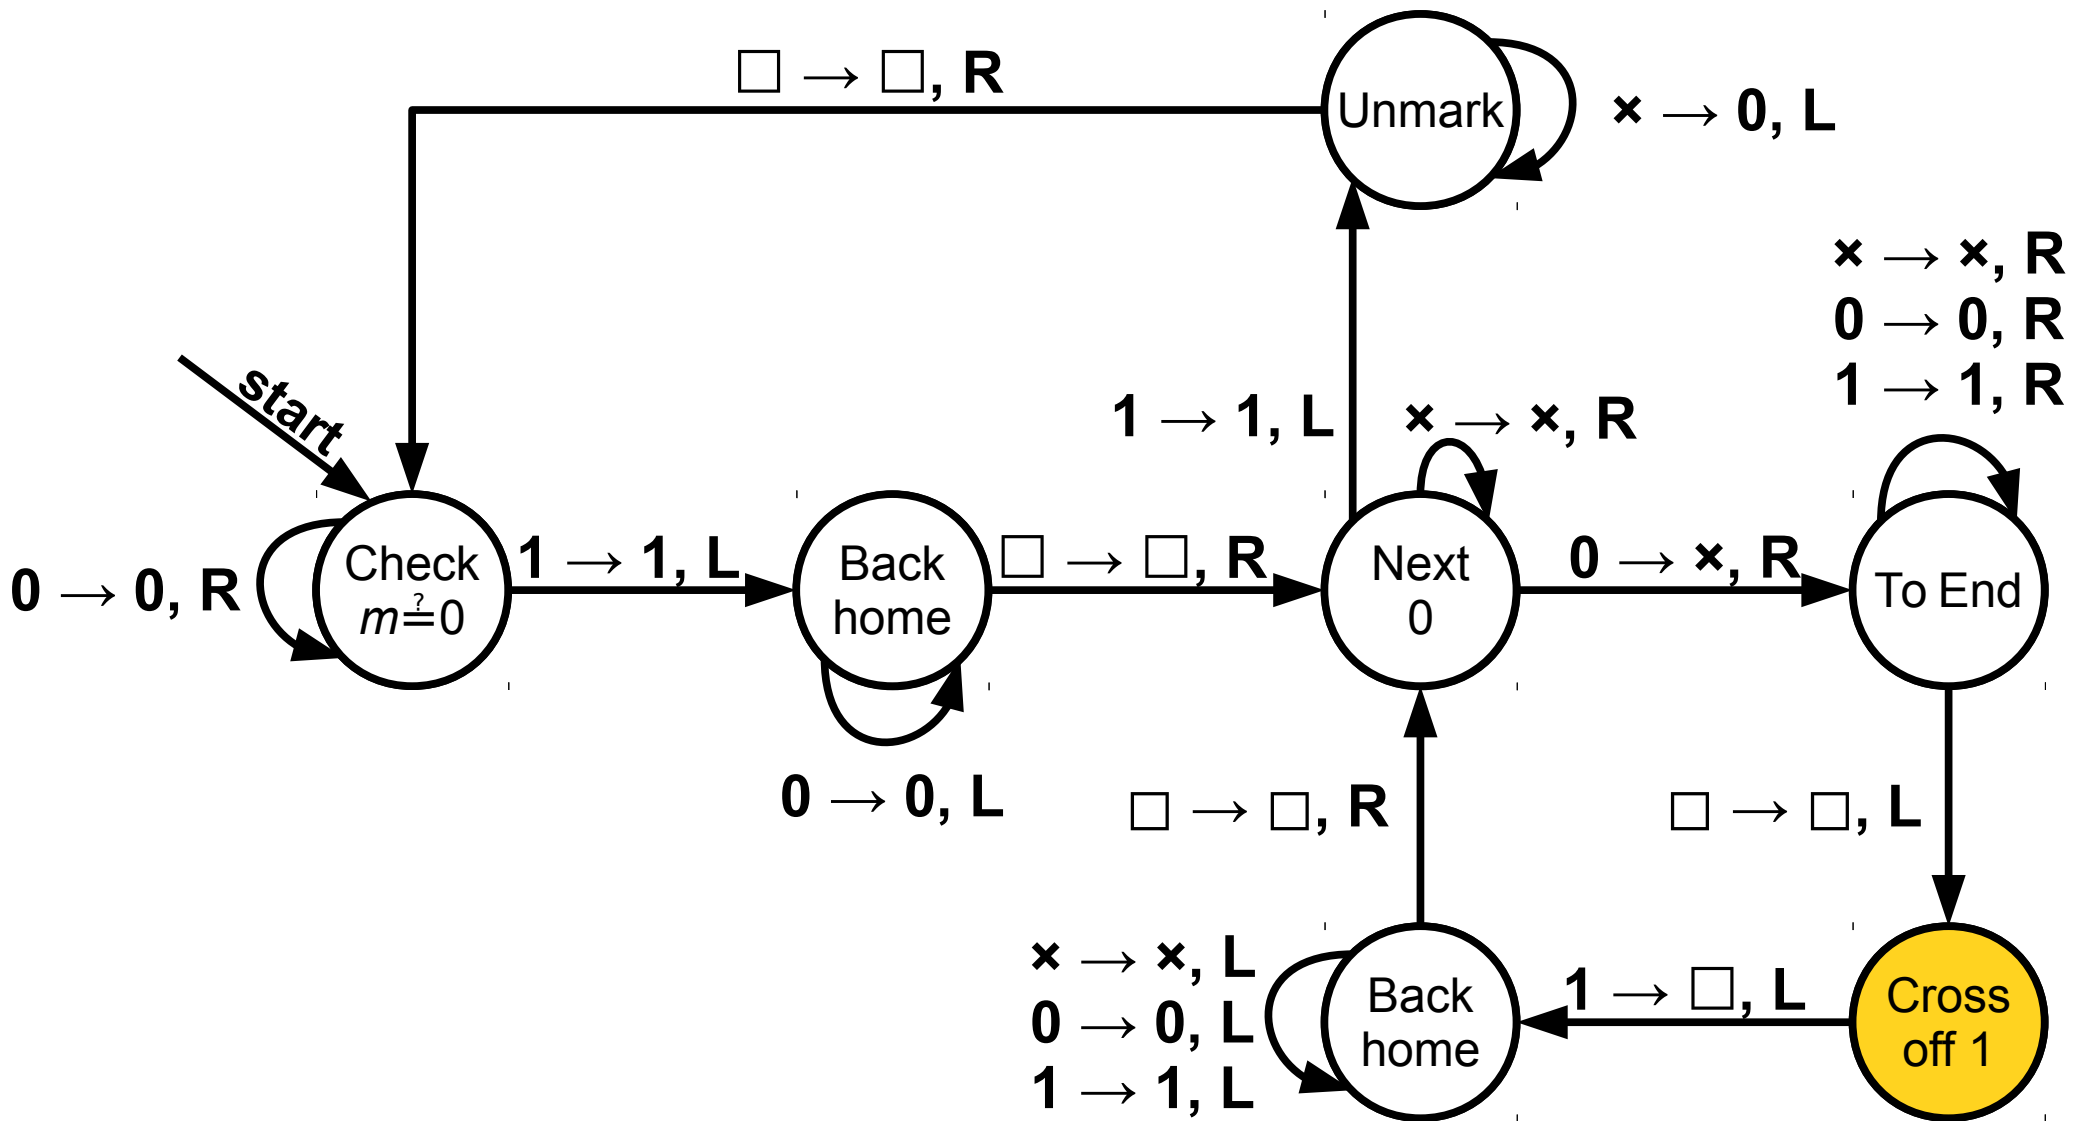 □ → □, R
Unmark
× → 0, L
× → ×, R
0 → 0, R
1 → 1, R
start
1 → 1, L
× → ×, R
0 → 0, R
Check
m≟0
1 → 1, L
Back
home
□ → □, R
Next
0
0 → ×, R
To End
0 → 0, L
□ → □, R
□ → □, L
× → ×, L
0 → 0, L
1 → 1, L
Back
home
1 → □, L
Cross
off 1